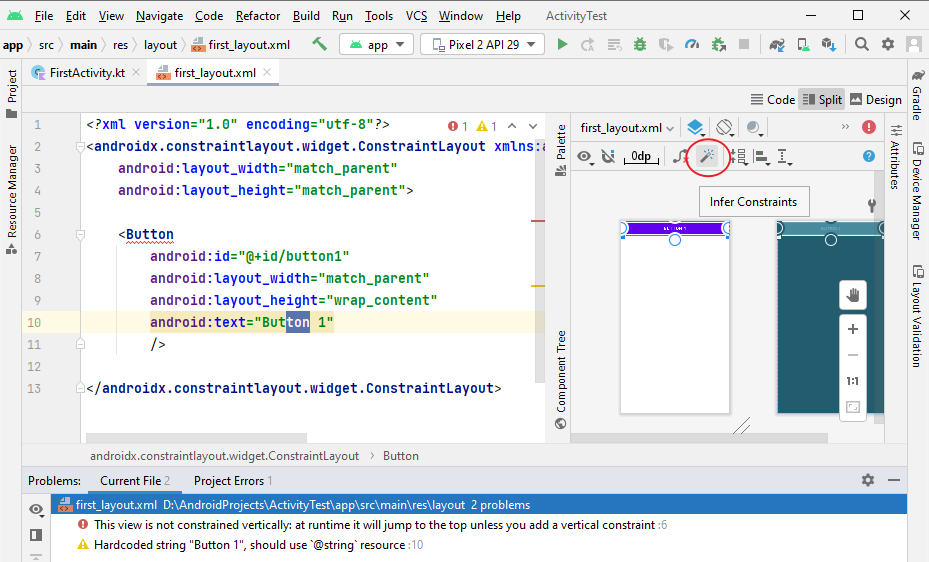 File Edit View Navigate Code Refactor Build Run Tools VCS Window Help ActivityTest
app src main res layout first_layout.xml app Pixel 2 API 29
Project
FirstActivity.kt first_layout.xml
Gradle
Code Split Design
1 <?xml version="1.0" encoding="utf-8"?> 1 1
2 <androidx.constraintlayout.widget.ConstraintLayout xmlns:a
3 android:layout_width="match_parent"
4 android:layout_height="match_parent">
5
6 <Button
7 android:id="@+id/button1"
8 android:layout_width="match_parent"
9 android:layout_height="wrap_content"
10 android:text="Button 1"
11 />
12
13 </androidx.constraintlayout.widget.ConstraintLayout>
Resource Manager
Palette
first_layout.xml
0dp
Infer Constraints
BUTTON 1
BUTTON 1
1:1
Component Tree
Attributes
Device Manager
Layout Validation
androidx.constraintlayout.widget.ConstraintLayout Button
Problems: Current File 2 Project Errors 1
first_layout.xml D:\AndroidProjects\ActivityTest\app\src\main\res\layout 2 problems
This view is not constrained vertically: at runtime it will jump to the top unless you add a vertical constraint :6
Hardcoded string "Button 1", should use `@string` resource :10